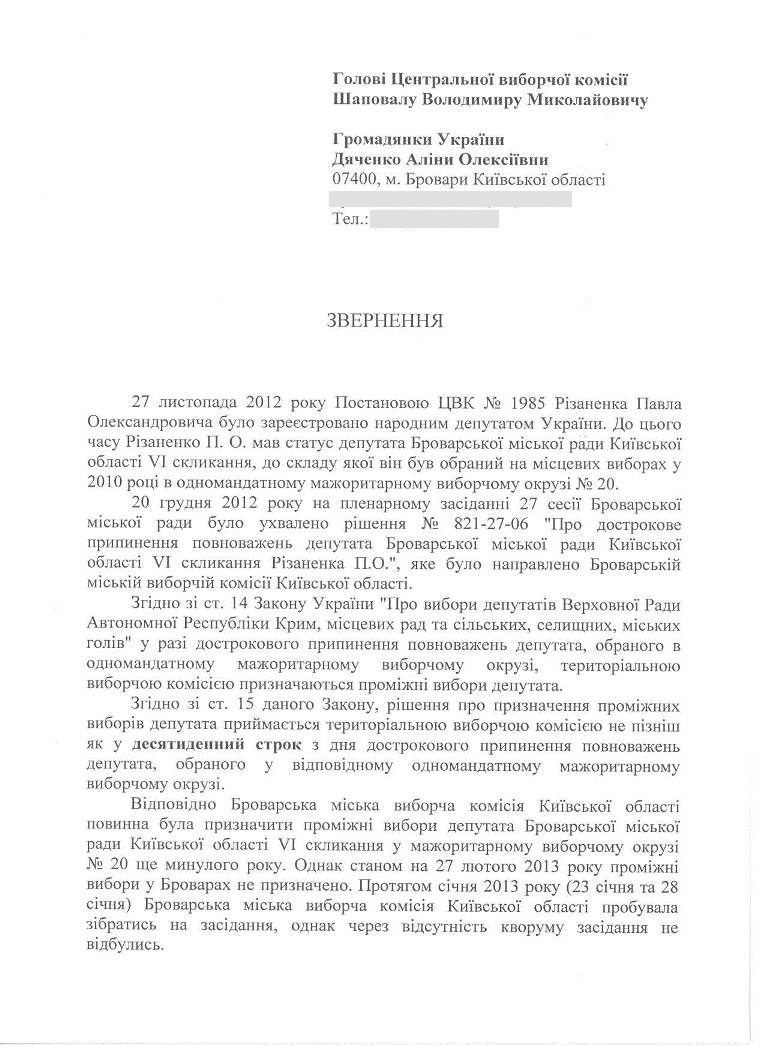 Голові Центральної виборчої комісії
Шаповалу Володимиру Миколайовичу
Громадянки України
Дяченко Аліни Олексіївни
07400, м. Бровари Київської області
Тел.:
ЗВЕРНЕННЯ
27 листопада 2012 року Постановою ЦВК № 1985 Різаненка Павла
Олександровича було зареєстровано народним депутатом України. До цього
часу Різаненко П. О. мав статус депутата Броварської міської ради Київської
області VI скликання, до складу якої він був обраний на місцевих виборах у
2010 році в одномандатному мажоритарному виборчому окрузі № 20.
20 грудня 2012 року на пленарному засіданні 27 сесії Броварської
міської ради було ухвалено рішення № 821-27-06 "Про дострокове
припинення повноважень депутата Броварської міської ради Київської
області VI скликання Різаненка П.О.", яке було направлено Броварській
міській виборчій комісії Київської області.
Згідно зі ст. 14 Закону України "Про вибори депутатів Верховної Ради
Автономної Республіки Крим, місцевих рад та сільських, селищних, міських
голів" у разі дострокового припинення повноважень депутата, обраного в
одномандатному мажоритарному виборчому окрузі, територіальною
виборчою комісією призначаються проміжні вибори депутата.
Згідно зі ст. 15 даного Закону, рішення про призначення проміжних
виборів депутата приймається територіальною виборчою комісією не пізніш
як у десятиденний строк з дня дострокового припинення повноважень
депутата, обраного у відповідному одномандатному мажоритарному
виборчому окрузі.
Відповідно Броварська міська виборча комісія Київської області
повинна була призначити проміжні вибори депутата Броварської міської
ради Київської області VI скликання у мажоритарному виборчому окрузі
№ 20 ще минулого року. Однак станом на 27 лютого 2013 року проміжні
вибори у Броварах не призначено. Протягом січня 2013 року (23 січня та 28
січня) Броварська міська виборча комісія Київської області пробувала
зібратись на засідання, однак через відсутність кворуму засідання не
відбулись.